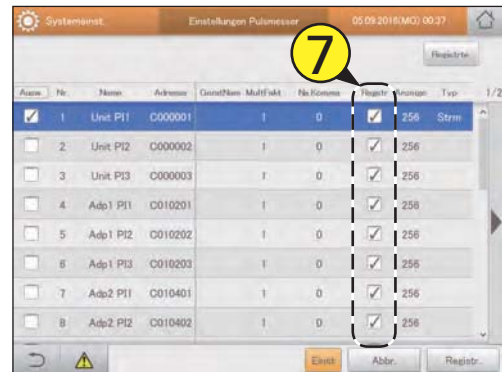 Systemeinst. Einstellungen Pulsmesser 05.09.2016(MO) 00:37
7
Registrte
Ausw. Nr. Name Adresse MultFakt Registr. Anzeige Typ 1/2
1 Unit PI1 C000001 1 0 256 Strm
2 Unit PI2 C000002 1 0 256
3 Unit PI3 C000003 1 0 256
4 Adp1 PI1 C010201 1 0 256
5 Adp1 PI2 C010202 1 0 256
6 Adp1 PI3 C010203 1 0 256
7 Adp2 PI1 C010401 1 0 256
8 Adp2 PI2 C010402 1 0 256
Einst Abbr. Registr.